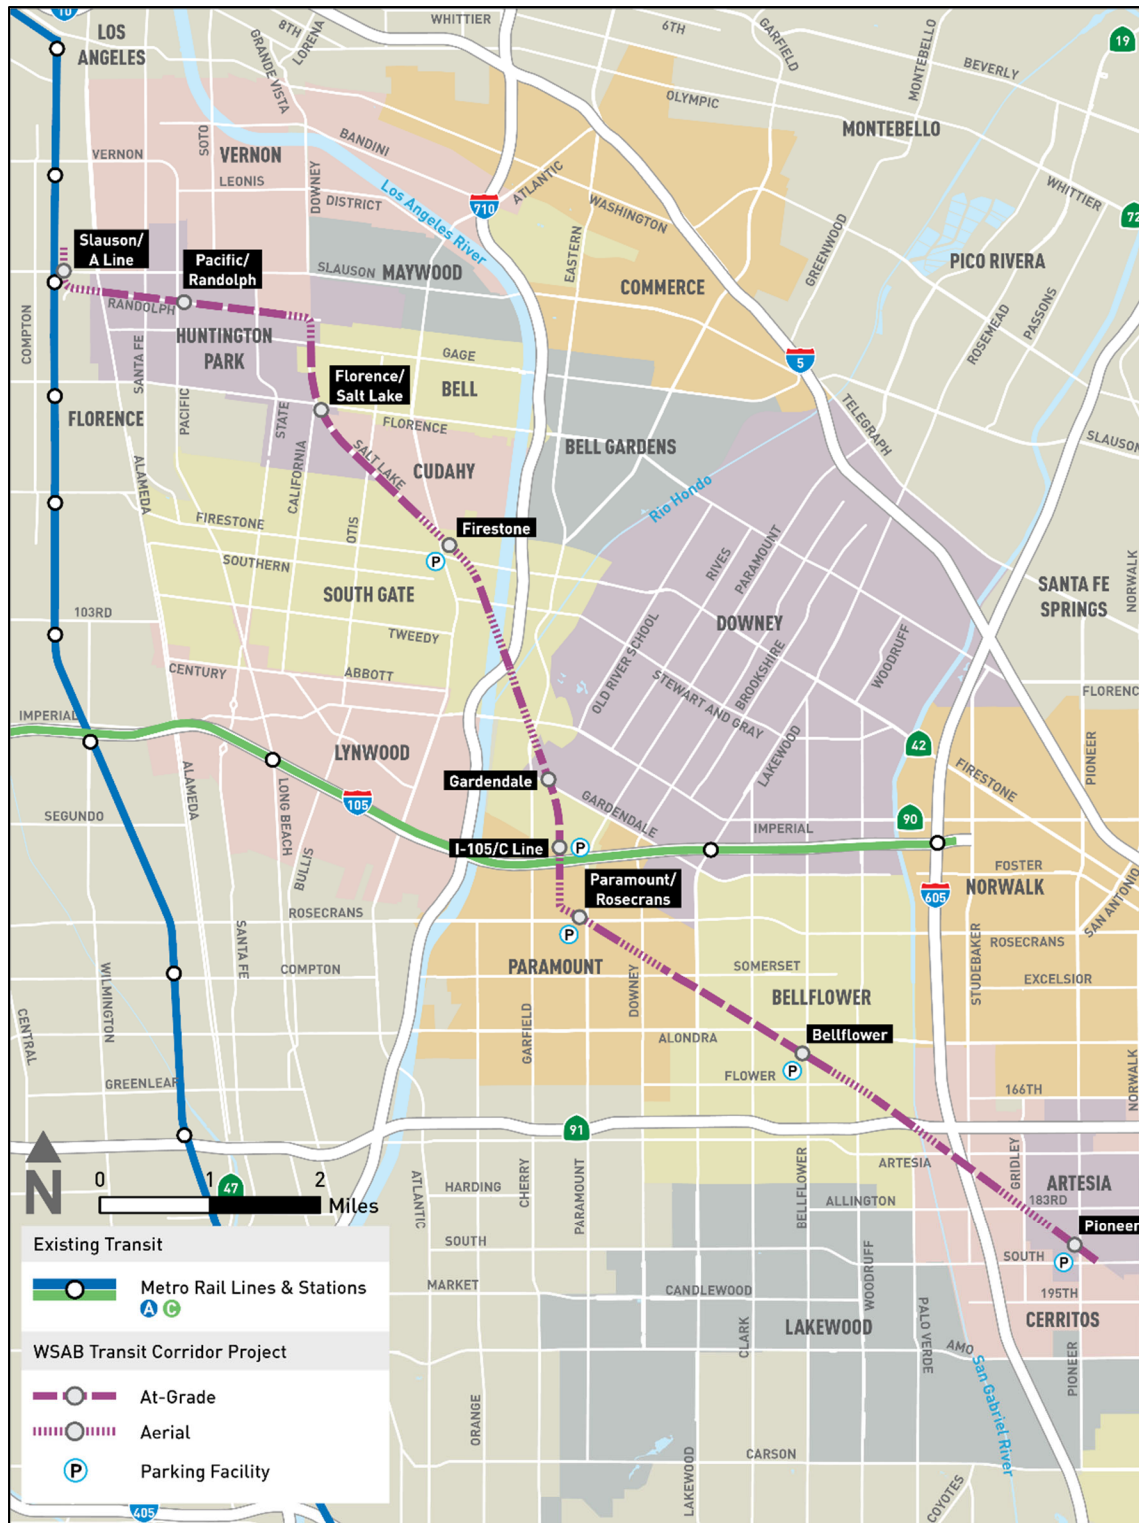 10
LOS
ANGELES
8TH
LORENA
GRANDE VISTA
WHITTIER
6TH
GARFIELD
MONTEBELLO
19
BEVERLY
OLYMPIC
MONTEBELLO
SOTO
VERNON
VERNON
BANDINI
LEONIS
DOWNEY
DISTRICT
Los Angeles River
710
ATLANTIC
WASHINGTON
WHITTIER
72
Slauson/
A Line
Pacific/
Randolph
SLAUSON
MAYWOOD
EASTERN
COMMERCE
GREENWOOD
PICO RIVERA
PASSONS
ROSEMEAD
RANDOLPH
HUNTINGTON
PARK
COMPTON
SANTA FE
GAGE
BELL
5
Florence/
Salt Lake
FLORENCE
PACIFIC
STATE
FLORENCE
TELEGRAPH
SLAUSON
BELL GARDENS
SALT LAKE
CUDAHY
CALIFORNIA
ALAMEDA
Rio Hondo
FIRESTONE
OTIS
Firestone
P
SOUTHERN
RIVES
PARAMOUNT
SOUTH GATE
SANTA FE
SPRINGS
NORWALK
103RD
TWEEDY
DOWNEY
OLD RIVER SCHOOL
BROOKSHIRE
WOODRUFF
CENTURY
ABBOTT
STEWART AND GRAY
FLORENC
IMPERIAL
LYNWOOD
LAKEWOOD
42
PIONEER
FIRESTONE
ALAMEDA
LONG BEACH
105
Gardendale
GARDENDALE
SEGUNDO
IMPERIAL
90
I-105/C Line
P
BULLIS
Paramount/
Rosecrans
FOSTER
NORWALK
605
SAN ANTONIO
ROSECRANS
P
ROSECRANS
SANTA FE
STUDEBAKER
COMPTON
PARAMOUNT
DOWNEY
SOMERSET
EXCELSIOR
WILMINGTON
BELLFLOWER
CENTRAL
GARFIELD
ALONDRA
Bellflower
P
FLOWER
GREENLEAF
166TH
NORWALK
91
N
0 1 2
Miles
47
ATLANTIC
HARDING
CHERRY
PARAMOUNT
BELLFLOWER
ARTESIA
GRIDLEY
ARTESIA
ALLINGTON
183RD
Pioneer
SOUTH
WOODRUFF
SOUTH
P
MARKET
CANDLEWOOD
195TH
LAKEWOOD
CLARK
PALO VERDE
CERRITOS
AMO
PIONEER
San Gabriel River
ORANGE
LAKEWOOD
CARSON
COYOTES
Existing Transit
Metro Rail Lines & Stations
A C
WSAB Transit Corridor Project
At-Grade
Aerial
P Parking Facility
405